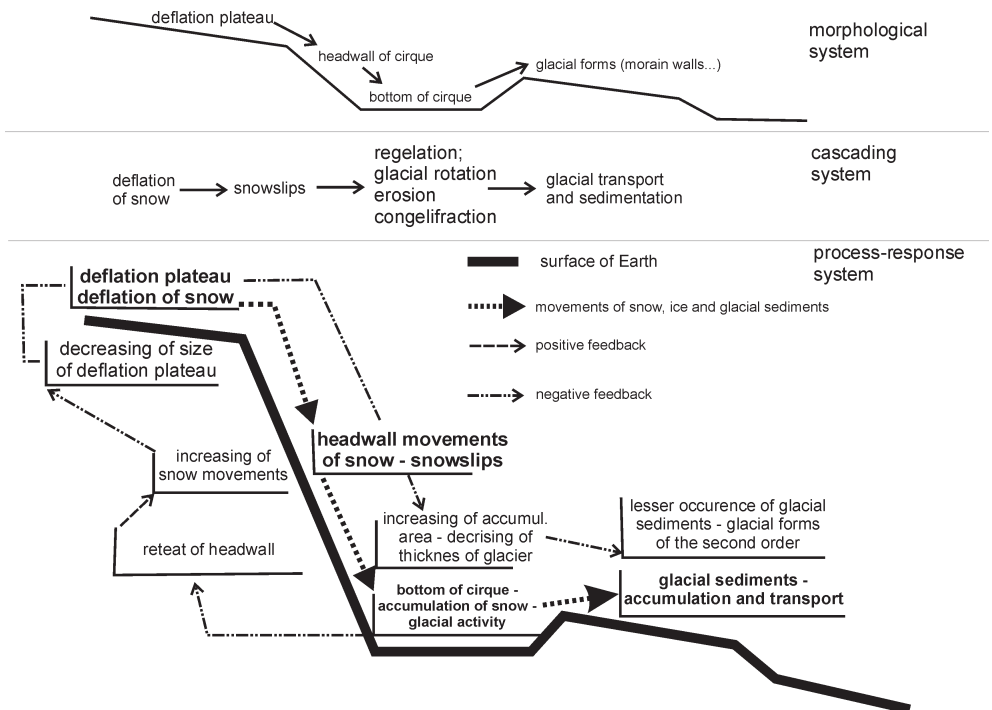 deflation plateau
headwall of cirque
bottom of cirque
glacial forms (morain walls...)
morphological
system
deflation
of snow
snowslips
regelation;
glacial rotation
erosion
congelifraction
glacial transport
and sedimentation
cascading
system
process-response
system
surface of Earth
movements of snow, ice and glacial sediments
positive feedback
negative feedback
deflation plateau
deflation of snow
decreasing of size
of deflation plateau
headwall movements
of snow - snowslips
increasing of
snow movements
reteat of headwall
increasing of accumul.
area - decrising of
thicknes of glacier
lesser occurence of glacial
sediments - glacial forms
of the second order
bottom of cirque -
accumulation of snow -
glacial activity
glacial sediments -
accumulation and transport